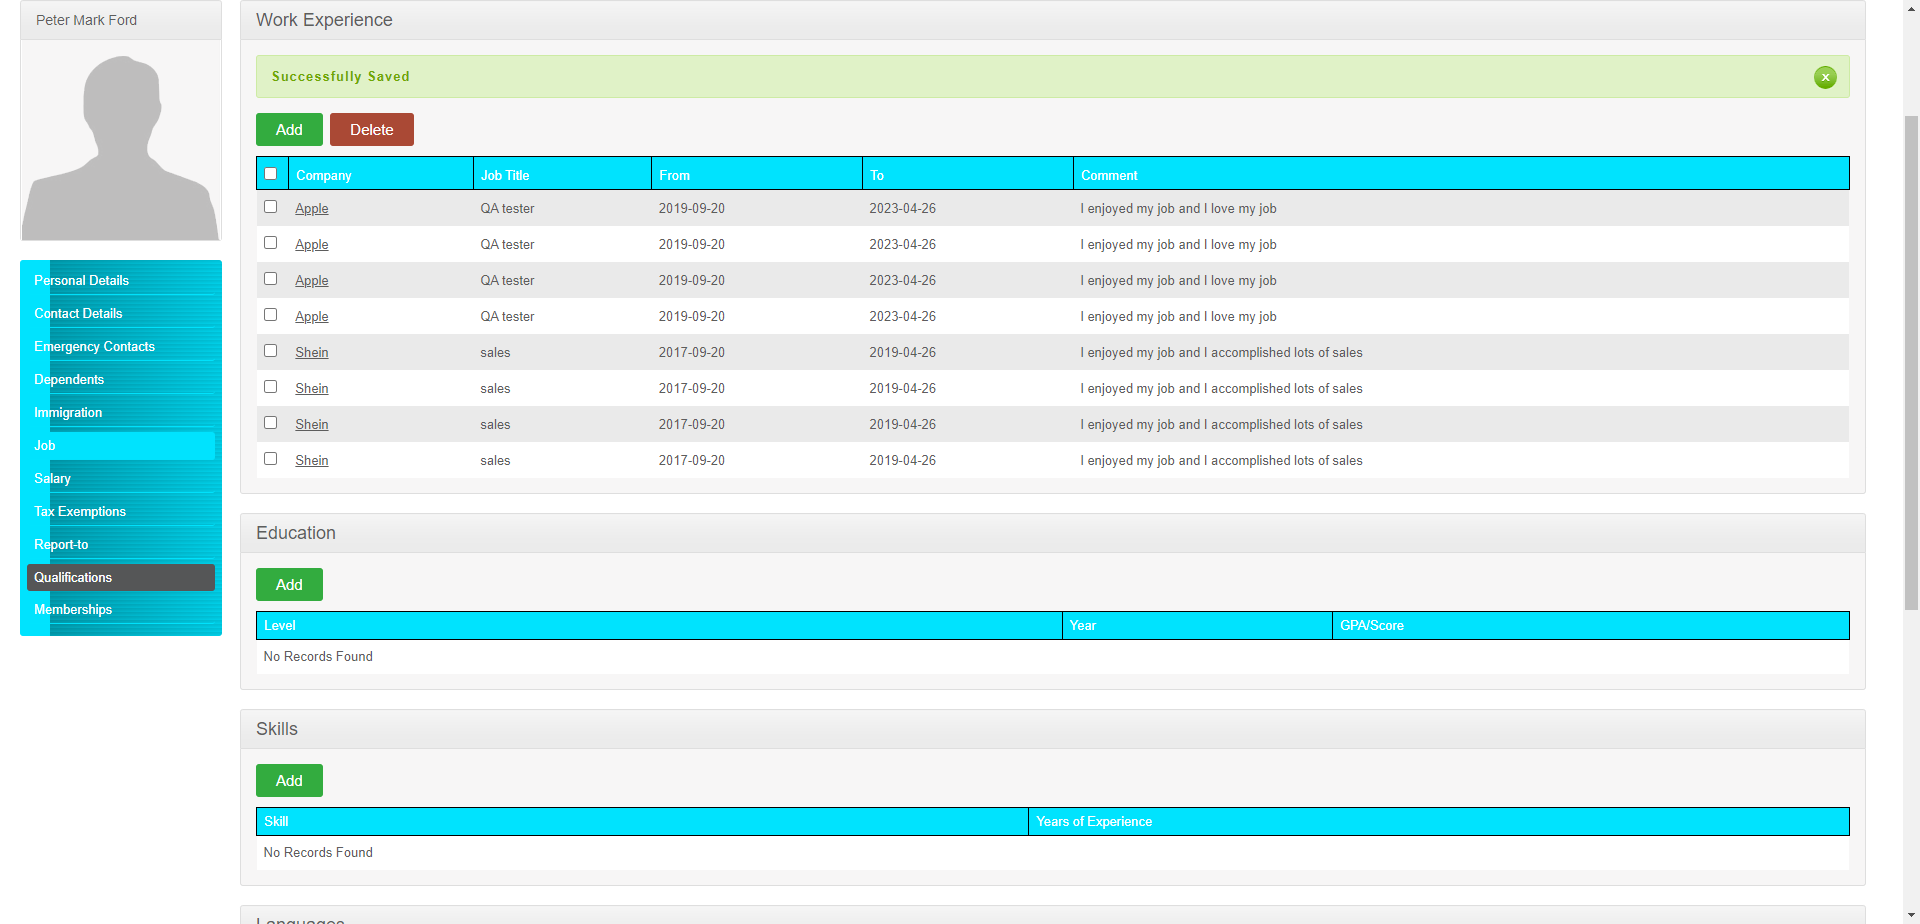 Peter Mark Ford
Personal Details
Contact Details
Emergency Contacts
Dependents
Immigration
Job
Salary
Tax Exemptions
Report-to
Qualifications
Memberships
Work Experience
Successfully Saved
x
Add Delete
Company Job Title From To Comment
Apple QA tester 2019-09-20 2023-04-26 I enjoyed my job and I love my job
Apple QA tester 2019-09-20 2023-04-26 I enjoyed my job and I love my job
Apple QA tester 2019-09-20 2023-04-26 I enjoyed my job and I love my job
Apple QA tester 2019-09-20 2023-04-26 I enjoyed my job and I love my job
Shein sales 2017-09-20 2019-04-26 I enjoyed my job and I accomplished lots of sales
Shein sales 2017-09-20 2019-04-26 I enjoyed my job and I accomplished lots of sales
Shein sales 2017-09-20 2019-04-26 I enjoyed my job and I accomplished lots of sales
Shein sales 2017-09-20 2019-04-26 I enjoyed my job and I accomplished lots of sales
Education
Add
Level Year GPA/Score
No Records Found
Skills
Add
Skill Years of Experience
No Records Found
Languages